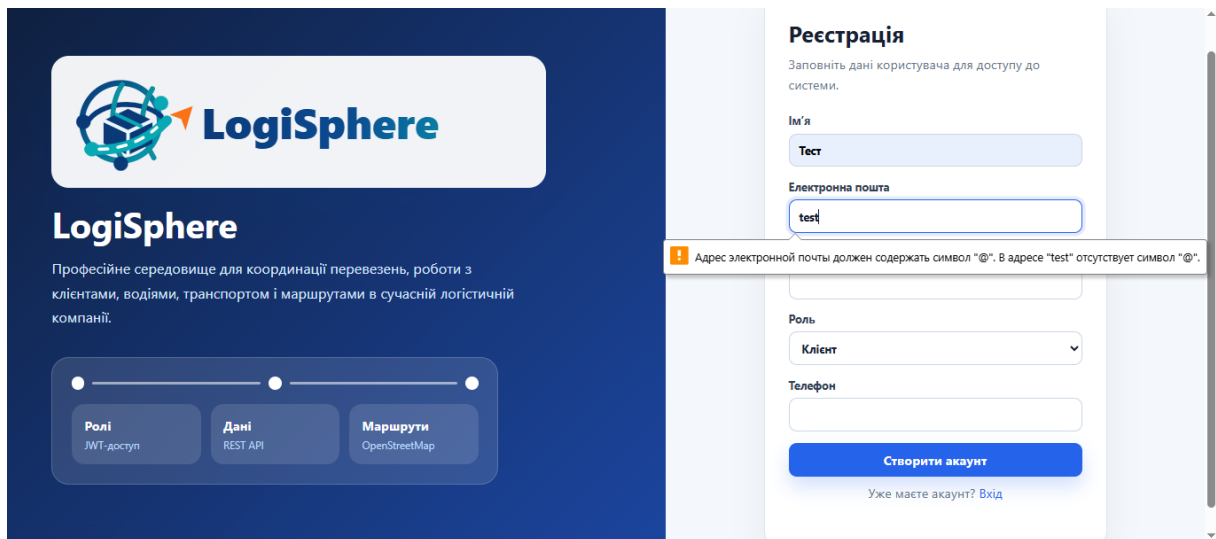 LogiSphere
LogiSphere
Професійне середовище для координації перевезень, роботи з
клієнтами, водіями, транспортом і маршрутами в сучасній логістичній
компанії.
Ролі
JWT-доступ
Дані
REST API
Маршрути
OpenStreetMap
Реєстрація
Заповніть дані користувача для доступу до
системи.
Ім’я
Тест
Електронна пошта
test
Адрес электронной почты должен содержать символ "@". В адресе "test" отсутствует символ "@".
Роль
Клієнт
Телефон
Створити акаунт
Уже маєте акаунт? Вхід